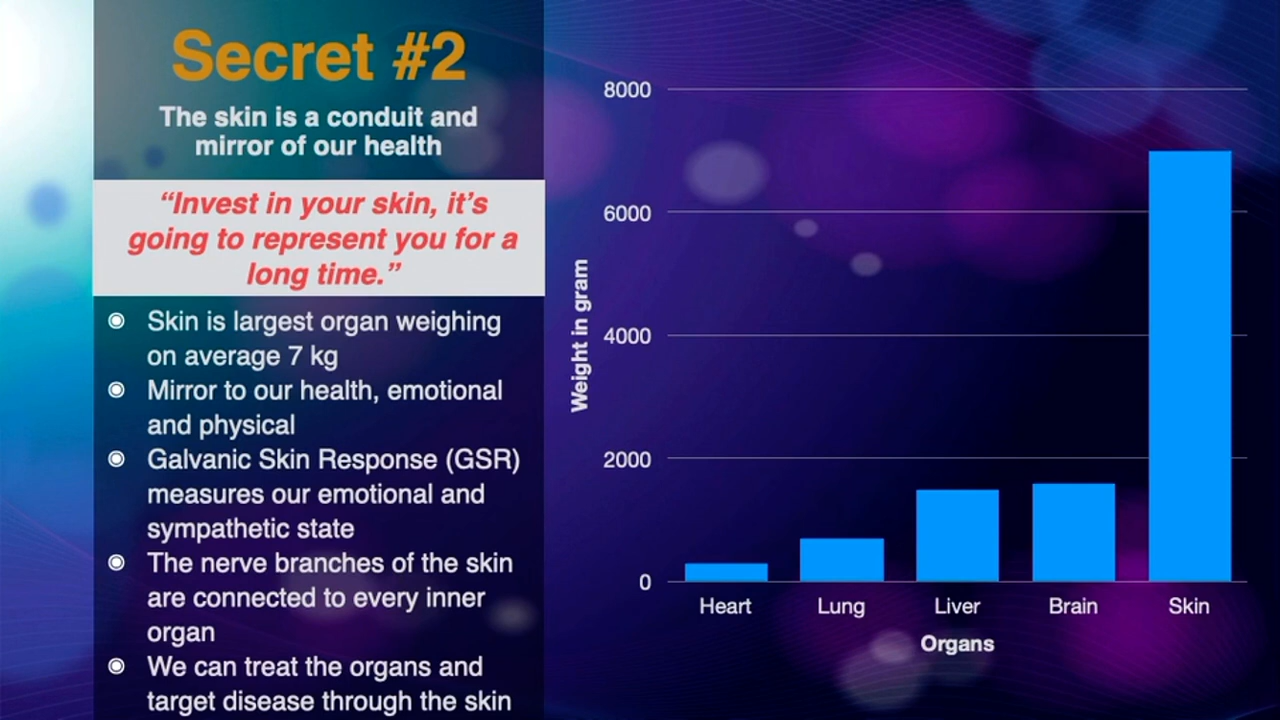 Secret #2
The skin is a conduit and
mirror of our health
“Invest in your skin, it’s
going to represent you for a
long time.”
Skin is largest organ weighing
on average 7 kg
Mirror to our health, emotional
and physical
Galvanic Skin Response (GSR)
measures our emotional and
sympathetic state
The nerve branches of the skin
are connected to every inner
organ
We can treat the organs and
target disease through the skin
8000
6000
4000
2000
0
Weight in gram
Heart Lung Liver Brain Skin
Organs